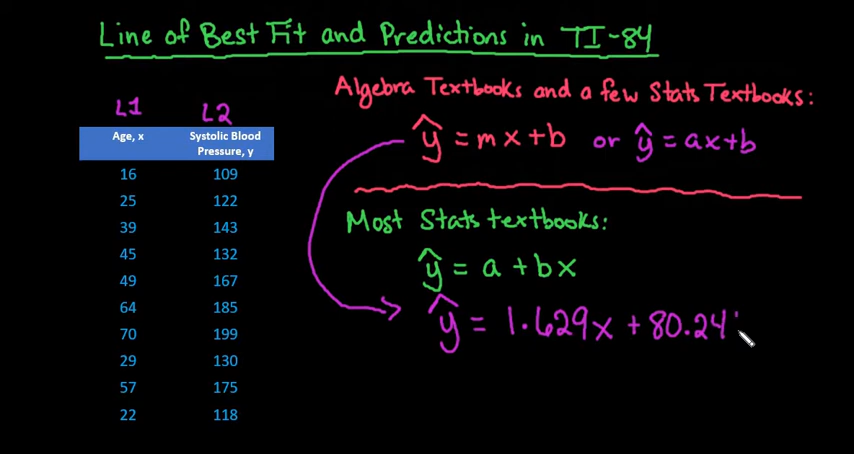 Line of Best Fit and Predictions in TI-84
L1 L2
Age, x Systolic Blood
Pressure, y
16 109
25 122
39 143
45 132
49 167
64 185
70 199
29 130
57 175
22 118
Algebra Textbooks and a few Stats Textbooks:
ŷ = mx+b or ŷ = ax+b
Most Stats textbooks:
ŷ = a + bx
ŷ = 1.629x + 80.24